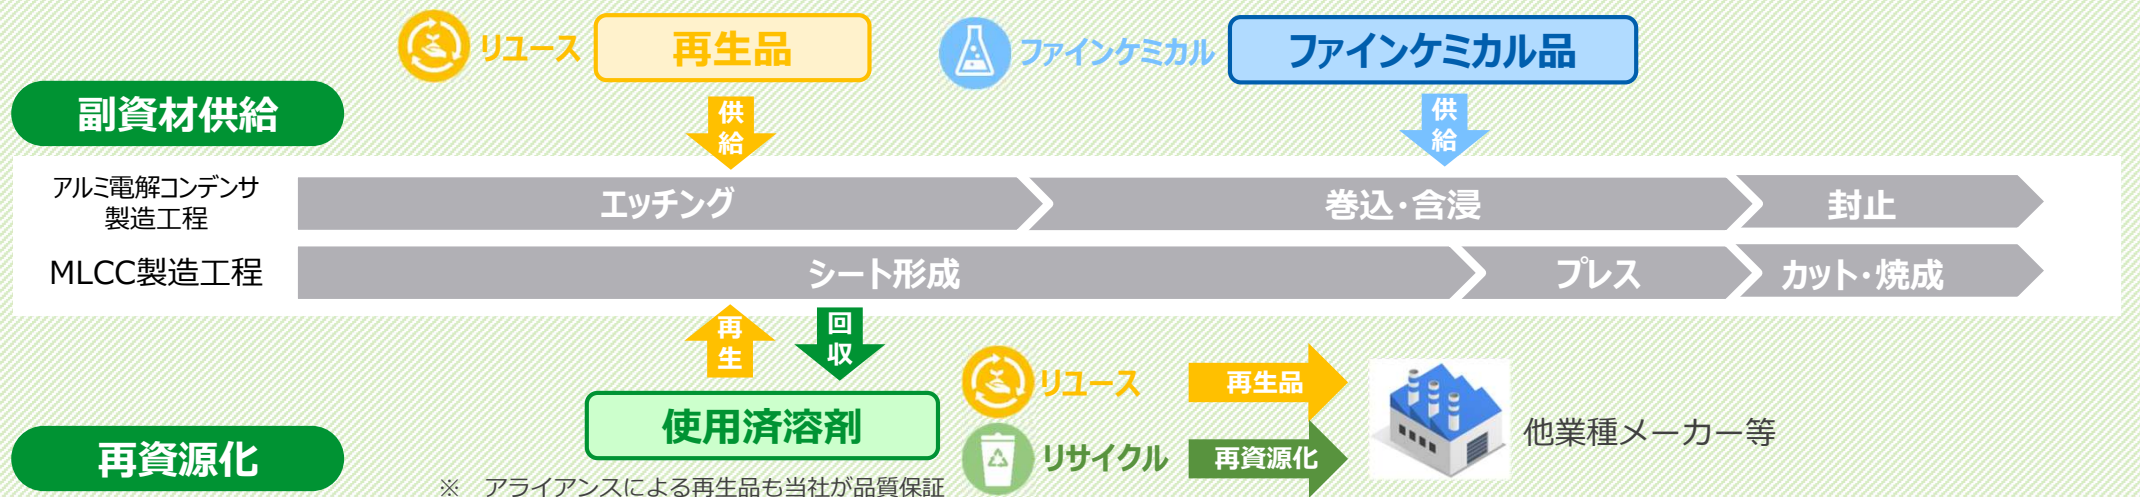 リユース
再生品
ファインケミカル
ファインケミカル品
副資材供給
供給
供給
アルミ電解コンデンサ
製造工程
エッチング
巻込・含浸
封止
MLCC製造工程
シート形成
プレス
カット・焼成
再生
回収
リユース
再生品
使用済溶剤
他業種メーカー等
再資源化
リサイクル
再資源化
※　アライアンスによる再生品も当社が品質保証